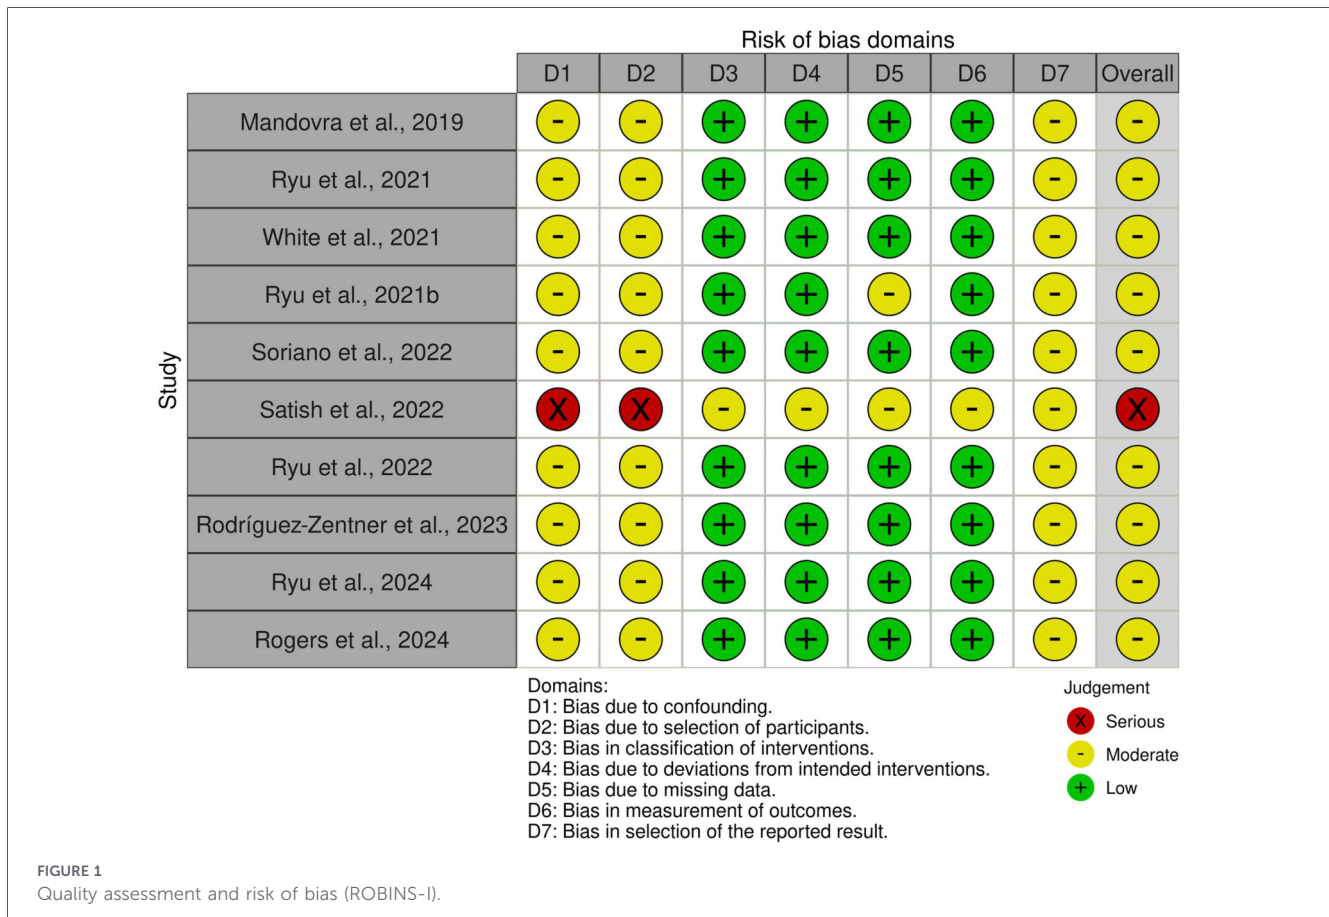 Risk of bias domains
D1 D2 D3 D4 D5 D6 D7 Overall
Study
Mandovra et al., 2019 - - + + + + - -
Ryu et al., 2021 - - + + + + - -
White et al., 2021 - - + + + + - -
Ryu et al., 2021b - - + + - + - -
Soriano et al., 2022 - - + + + + - -
Satish et al., 2022 X X - - - - - X
Ryu et al., 2022 - - + + + + - -
Rodríguez-Zentner et al., 2023 - - + + + + - -
Ryu et al., 2024 - - + + + + - -
Rogers et al., 2024 - - + + + + - -
Domains:
D1: Bias due to confounding.
D2: Bias due to selection of participants.
D3: Bias in classification of interventions.
D4: Bias due to deviations from intended interventions.
D5: Bias due to missing data.
D6: Bias in measurement of outcomes.
D7: Bias in selection of the reported result.
Judgement
X Serious
- Moderate
+ Low
FIGURE 1
Quality assessment and risk of bias (ROBINS-I).